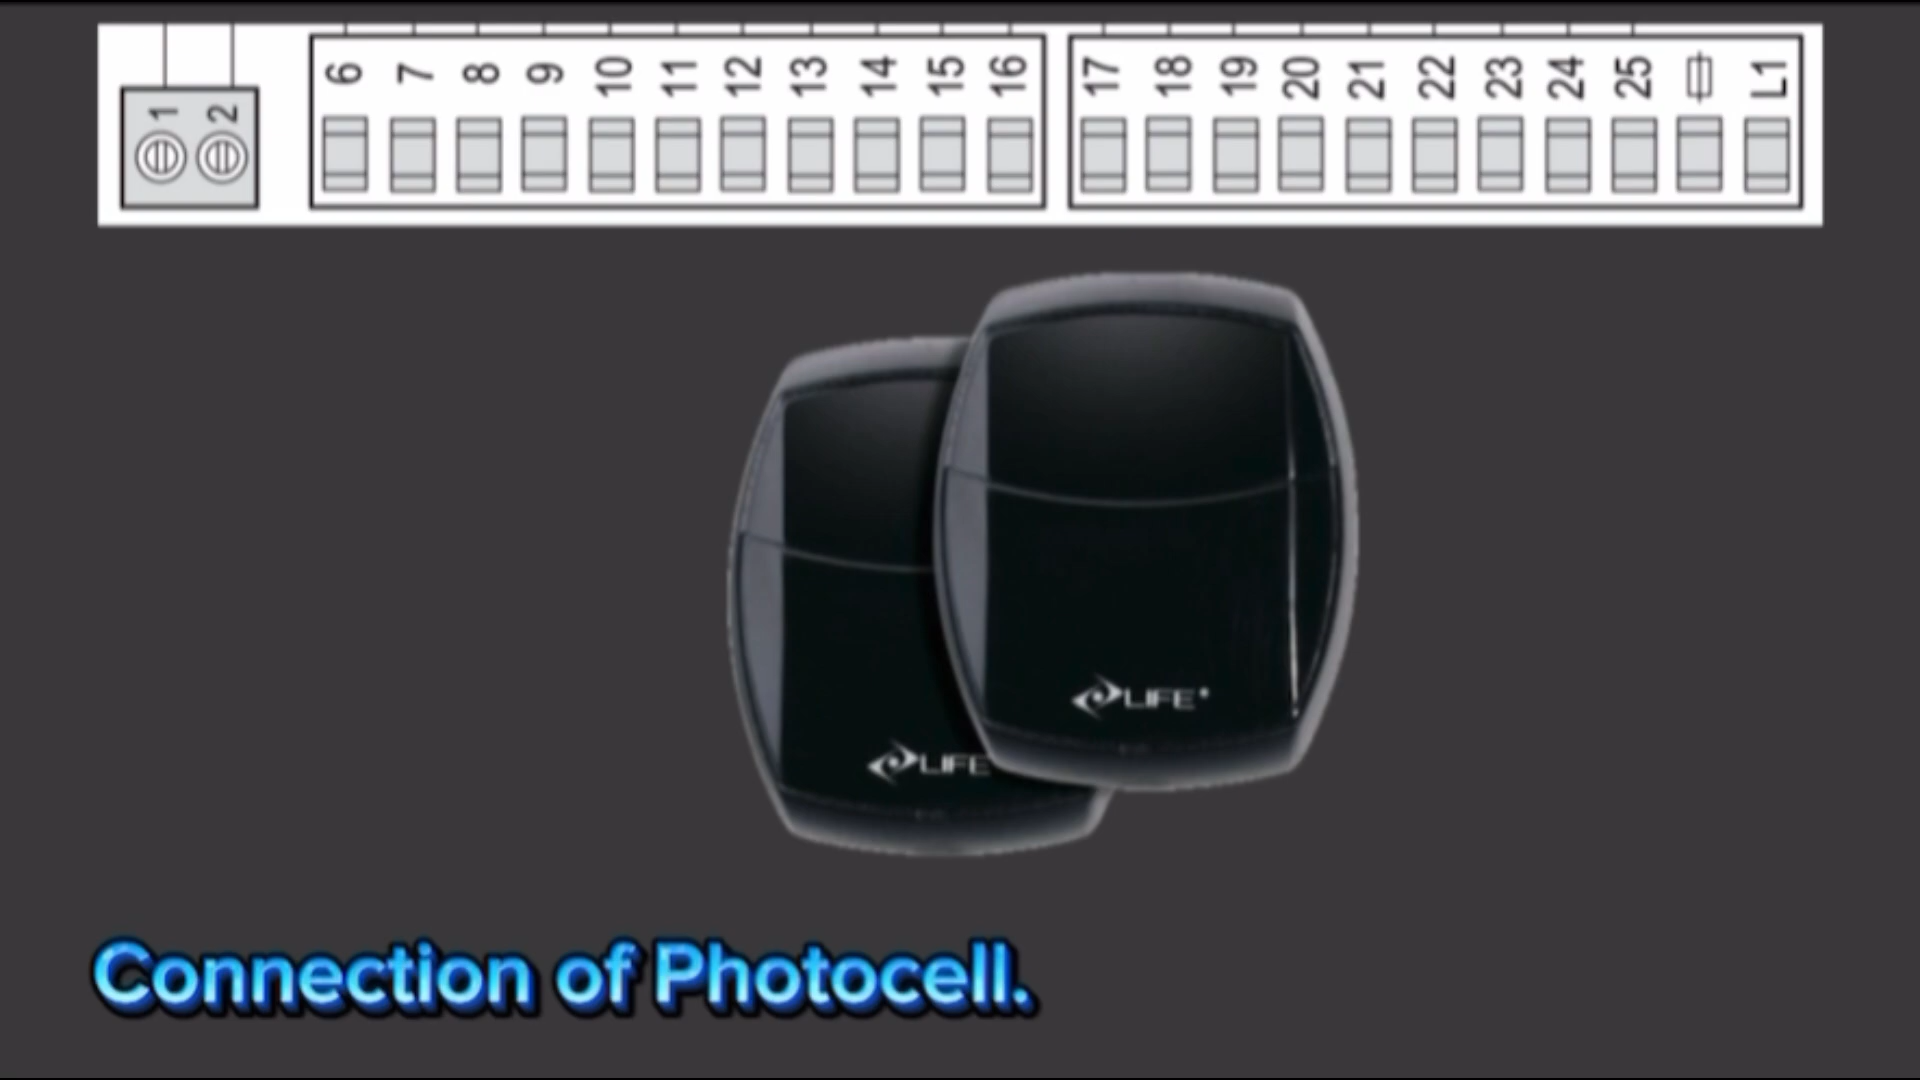 1 2
6 7 8 9 10 11 12 13 14 15 16
17 18 19 20 21 22 23 24 25 L1
LIFE
LIFE
Connection of Photocell.